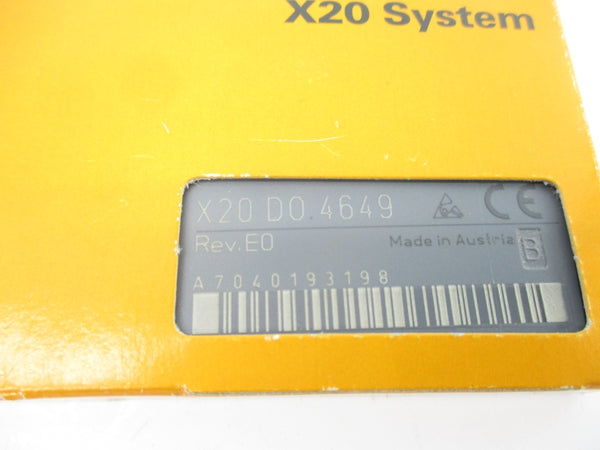 X20 System
X20 DO.4649
CE
Rev.E0
Made in Austria
B
A7040193198